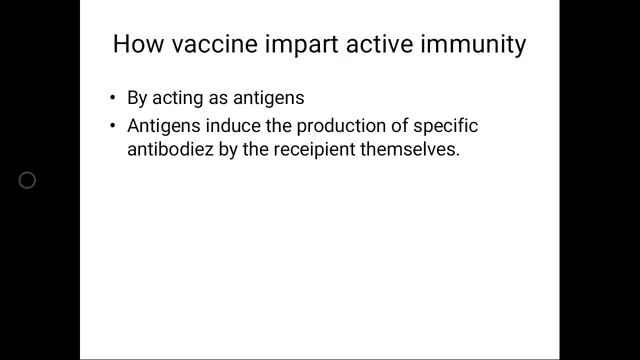 How vaccine impart active immunity
• By acting as antigens
• Antigens induce the production of specific
antibodiez by the receipient themselves.